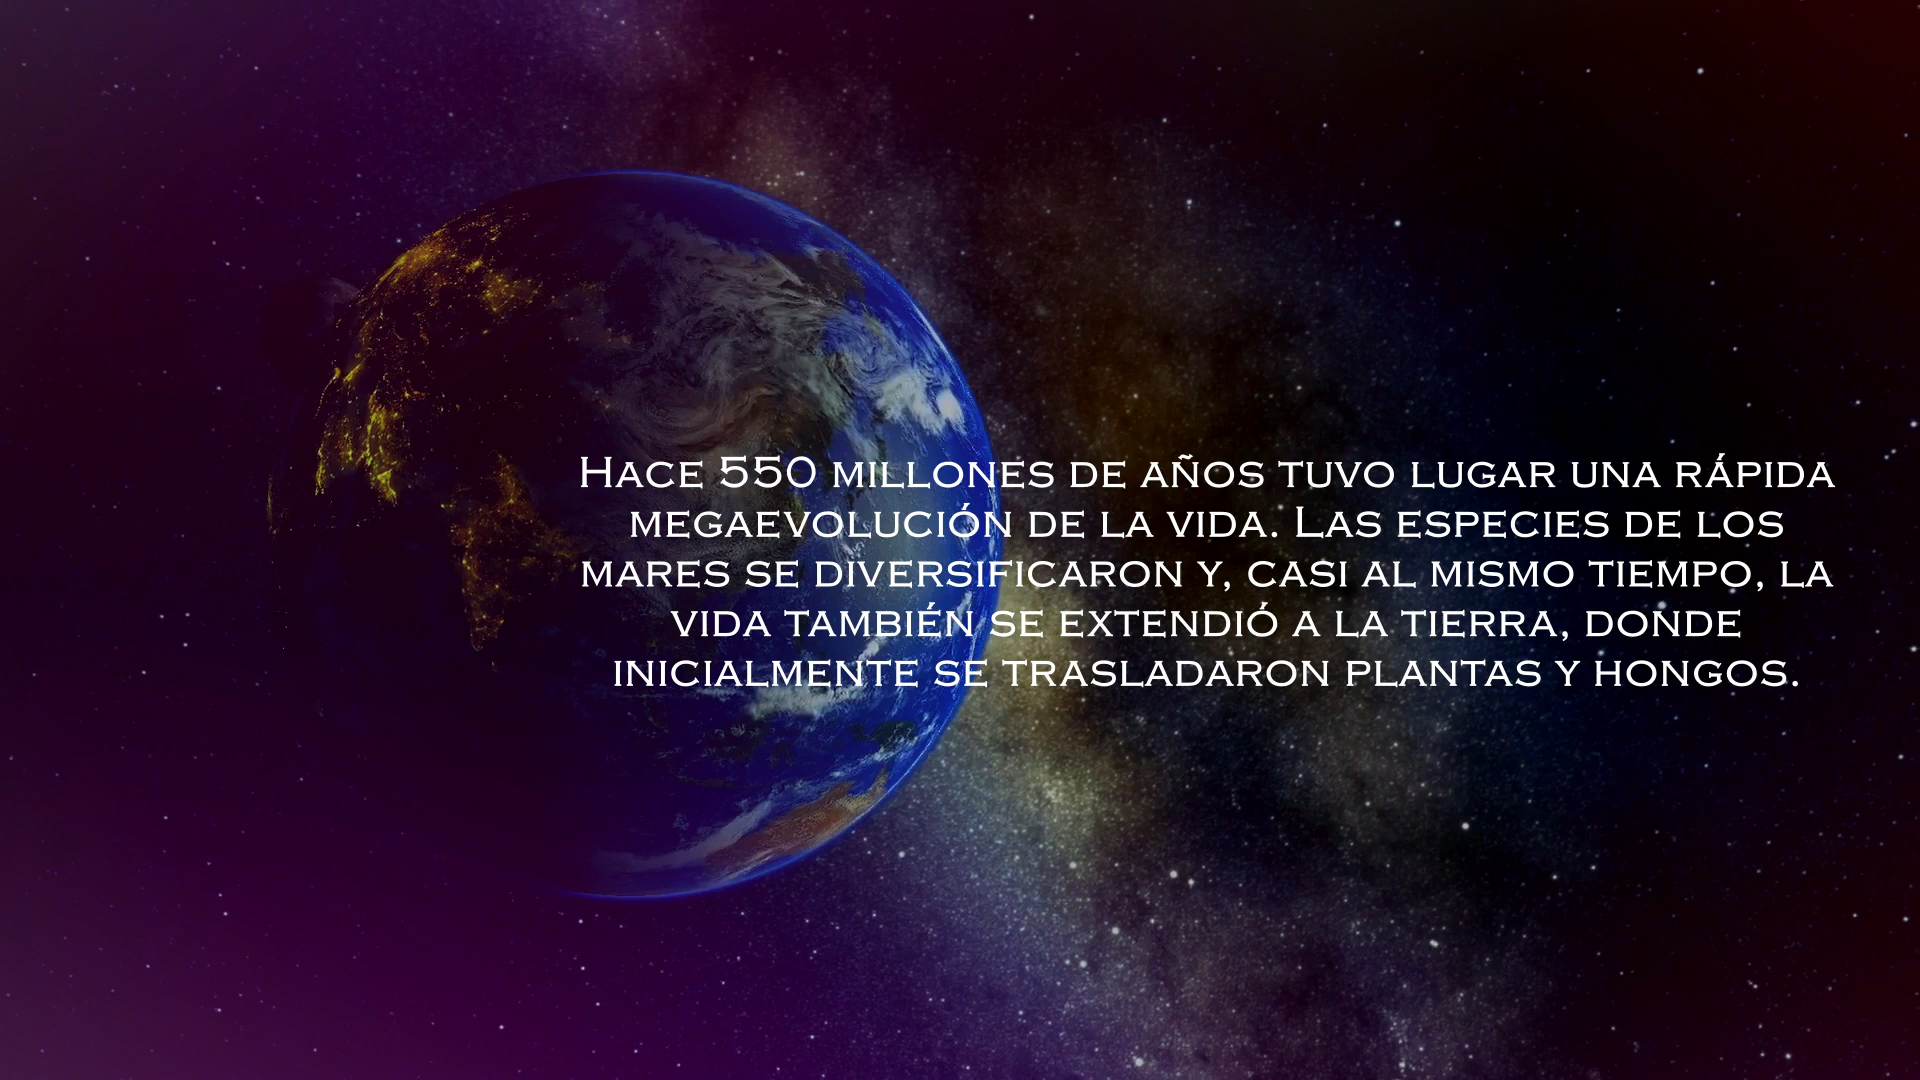 Hace 550 millones de años tuvo lugar una rápida
megaevolución de la vida. Las especies de los
mares se diversificaron y, casi al mismo tiempo, la
vida también se extendió a la tierra, donde
inicialmente se trasladaron plantas y hongos.